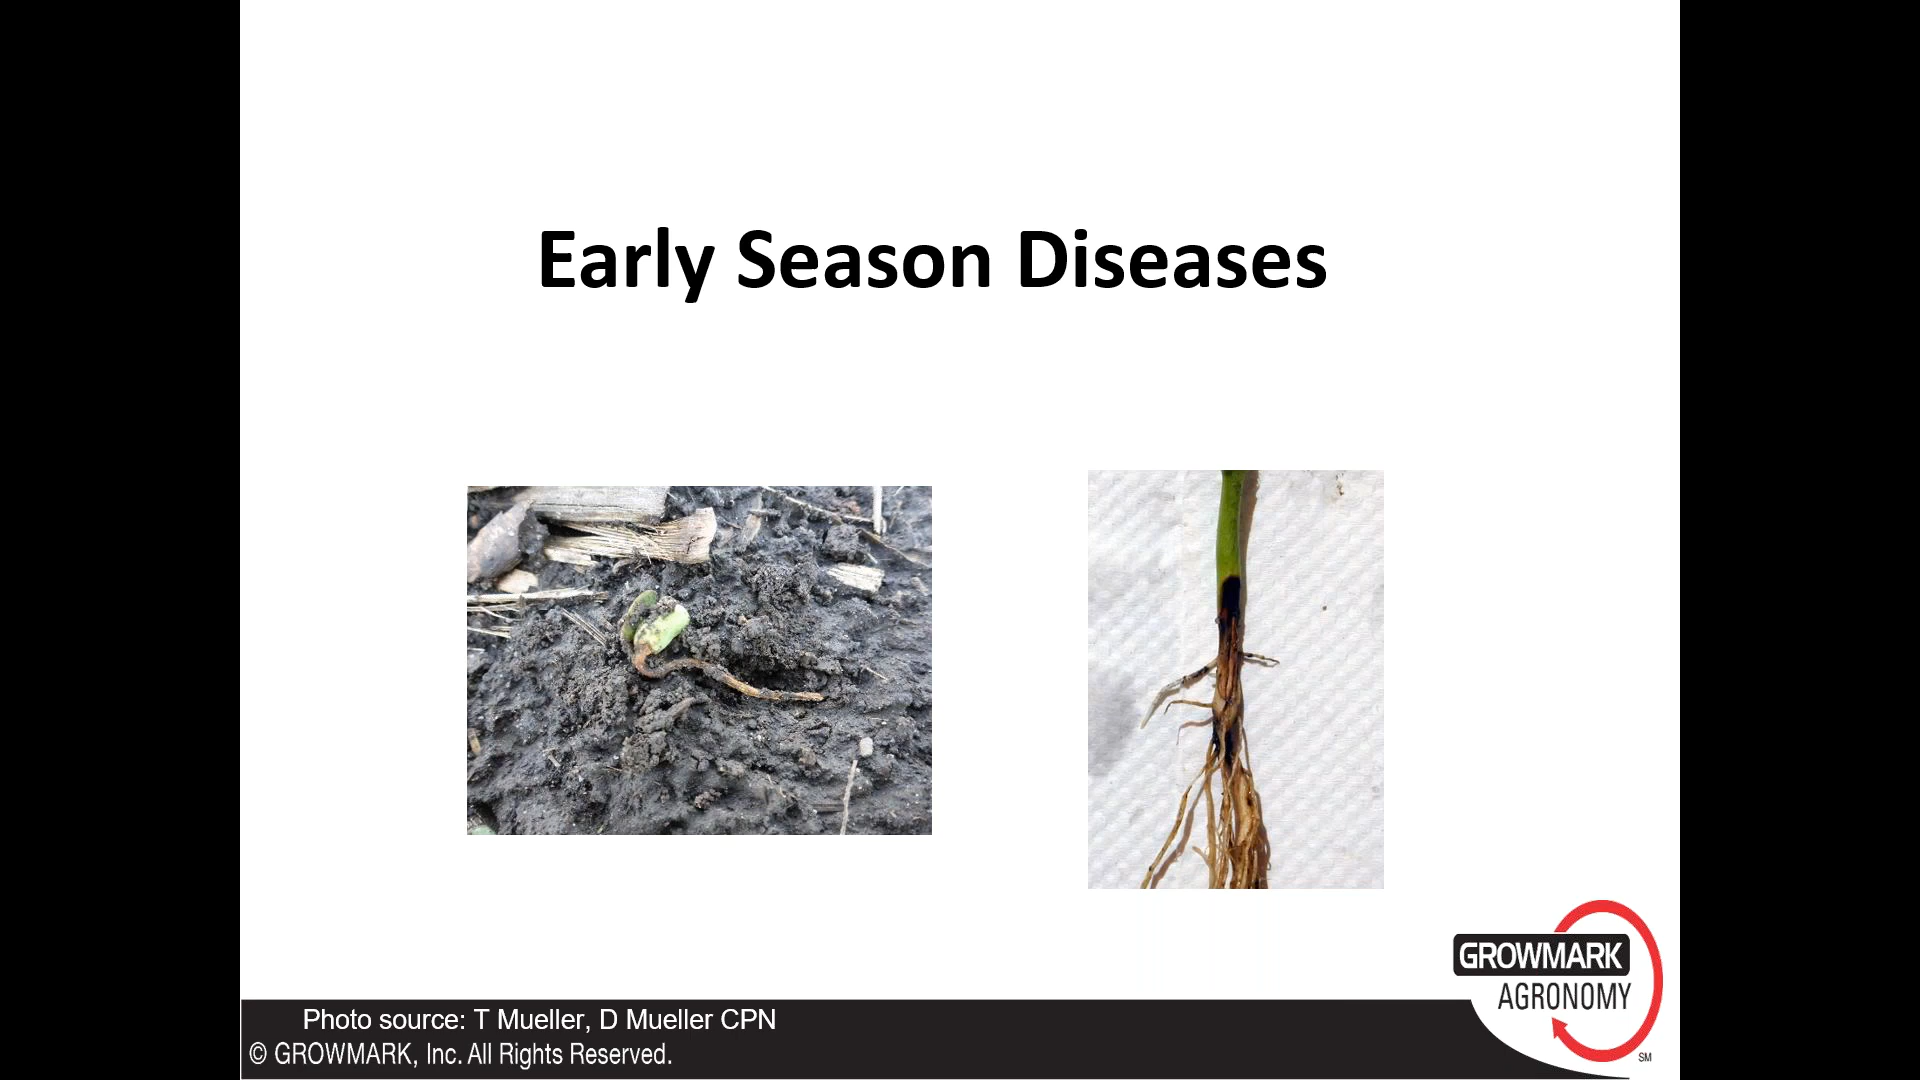 Early Season Diseases
GROWMARK
AGRONOMY
SM
Photo source: T Mueller, D Mueller CPN
© GROWMARK, Inc. All Rights Reserved.